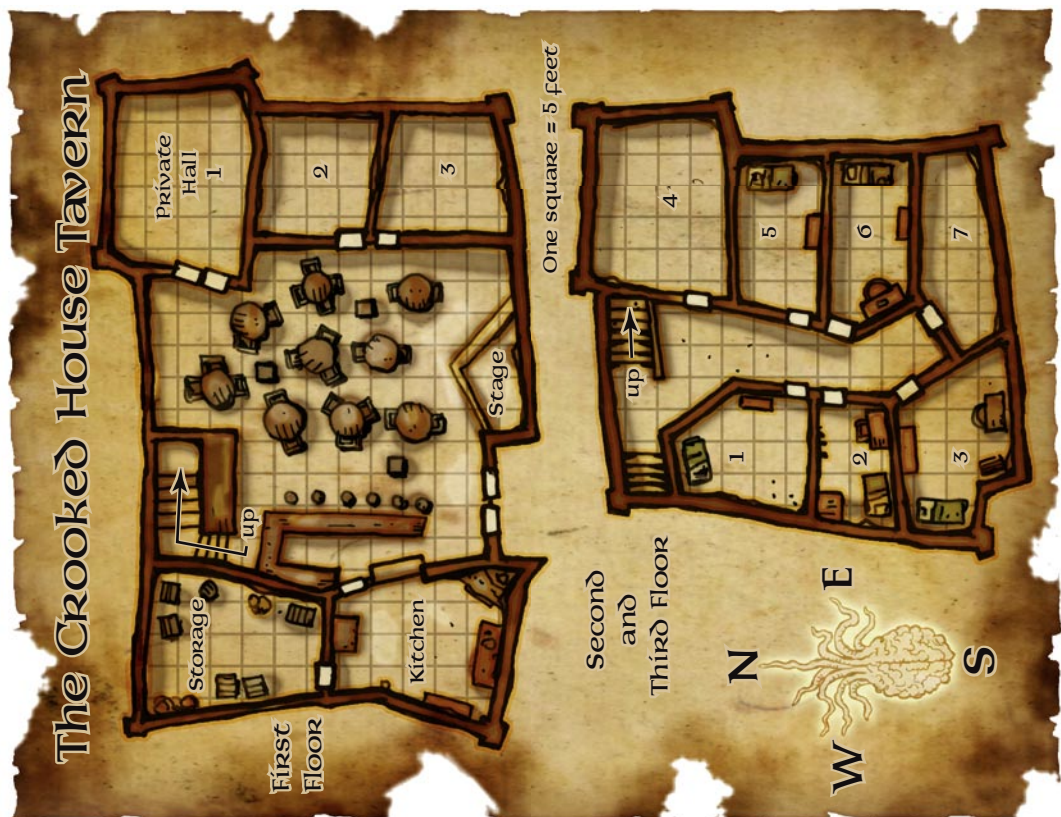 The Crooked House Tavern
Private
Hall
1
2
3
Stage
up
Storage
Kitchen
First
Floor
One square = 5 feet
4
5
6
7
up
1
2
3
Second
and
Third Floor
N
E
W
S